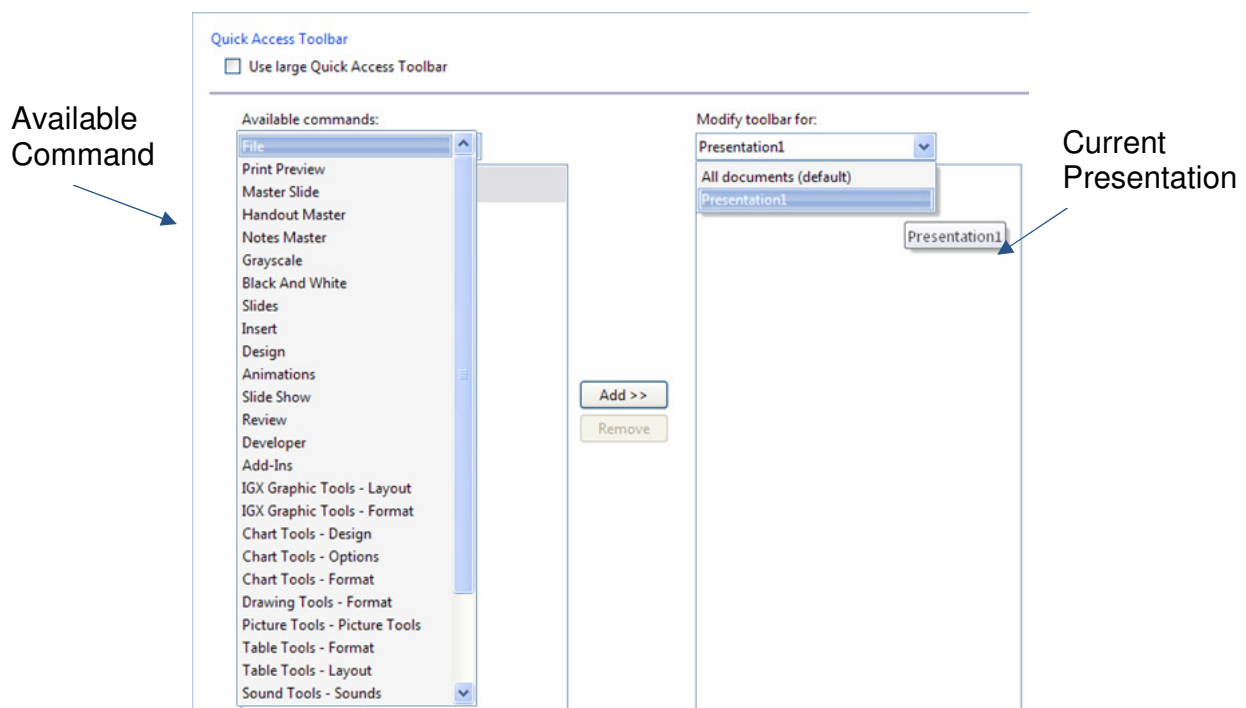 Quick Access Toolbar
Use large Quick Access Toolbar
Available
Command
Available commands:
File
Print Preview
Master Slide
Handout Master
Notes Master
Grayscale
Black And White
Slides
Insert
Design
Animations
Slide Show
Review
Developer
Add-Ins
IGX Graphic Tools - Layout
IGX Graphic Tools - Format
Chart Tools - Design
Chart Tools - Options
Chart Tools - Format
Drawing Tools - Format
Picture Tools - Picture Tools
Table Tools - Format
Table Tools - Layout
Sound Tools - Sounds
Add >>
Remove
Modify toolbar for:
Presentation1
All documents (default)
Presentation1
Presentation1
Current
Presentation